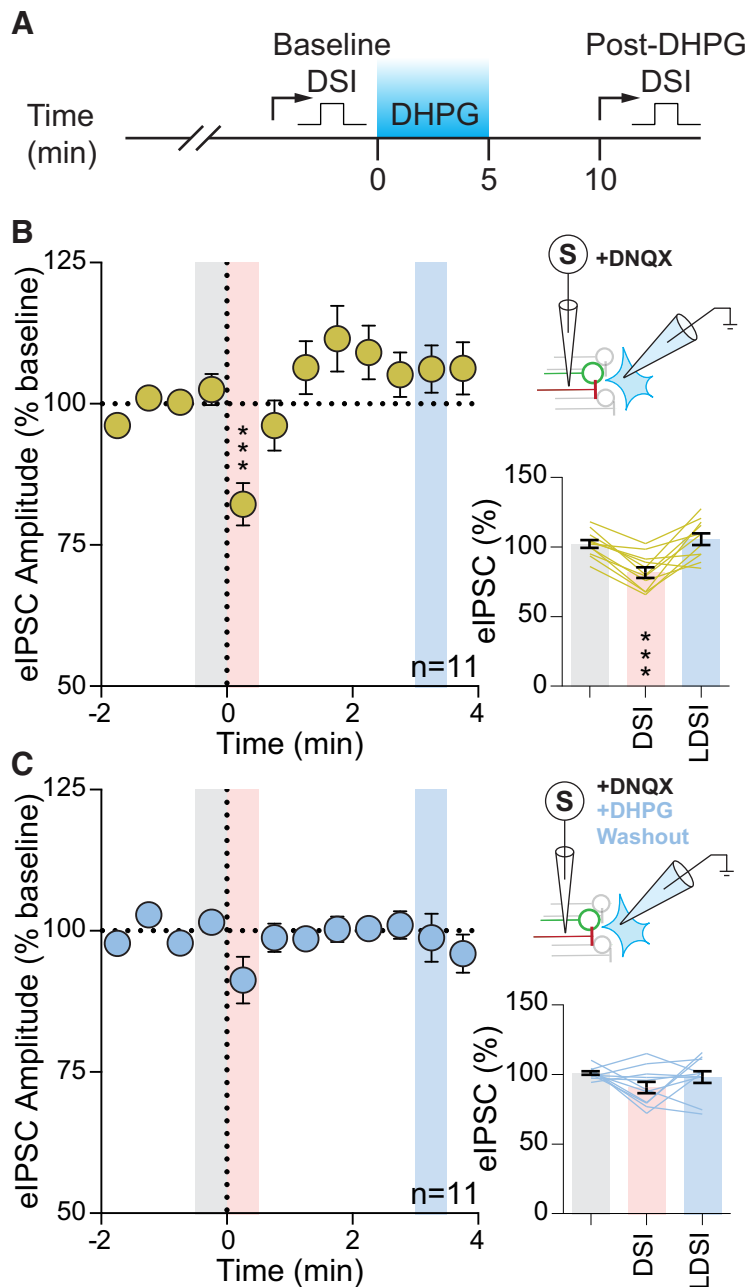 A
Baseline
DSI
DHPG
Post-DHPG
DSI
Time
(min)
0
5
10
B
eIPSC Amplitude (% baseline)
125
100
75
50
***
n=11
-2
0
2
4
Time (min)
S
+DNQX
eIPSC (%)
150
100
50
0
***
DSI
LDSI
C
eIPSC Amplitude (% baseline)
125
100
75
50
n=11
-2
0
2
4
Time (min)
S
+DNQX
+DHPG
Washout
eIPSC (%)
150
100
50
0
DSI
LDSI